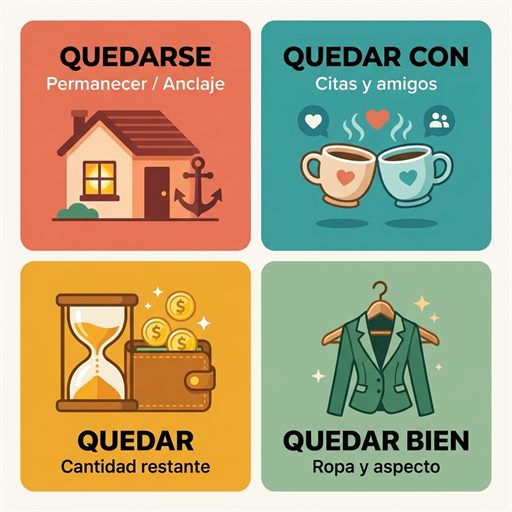 QUEDARSE
Permanecer / Anclaje
QUEDAR CON
Citas y amigos
QUEDAR
Cantidad restante
QUEDAR BIEN
Ropa y aspecto